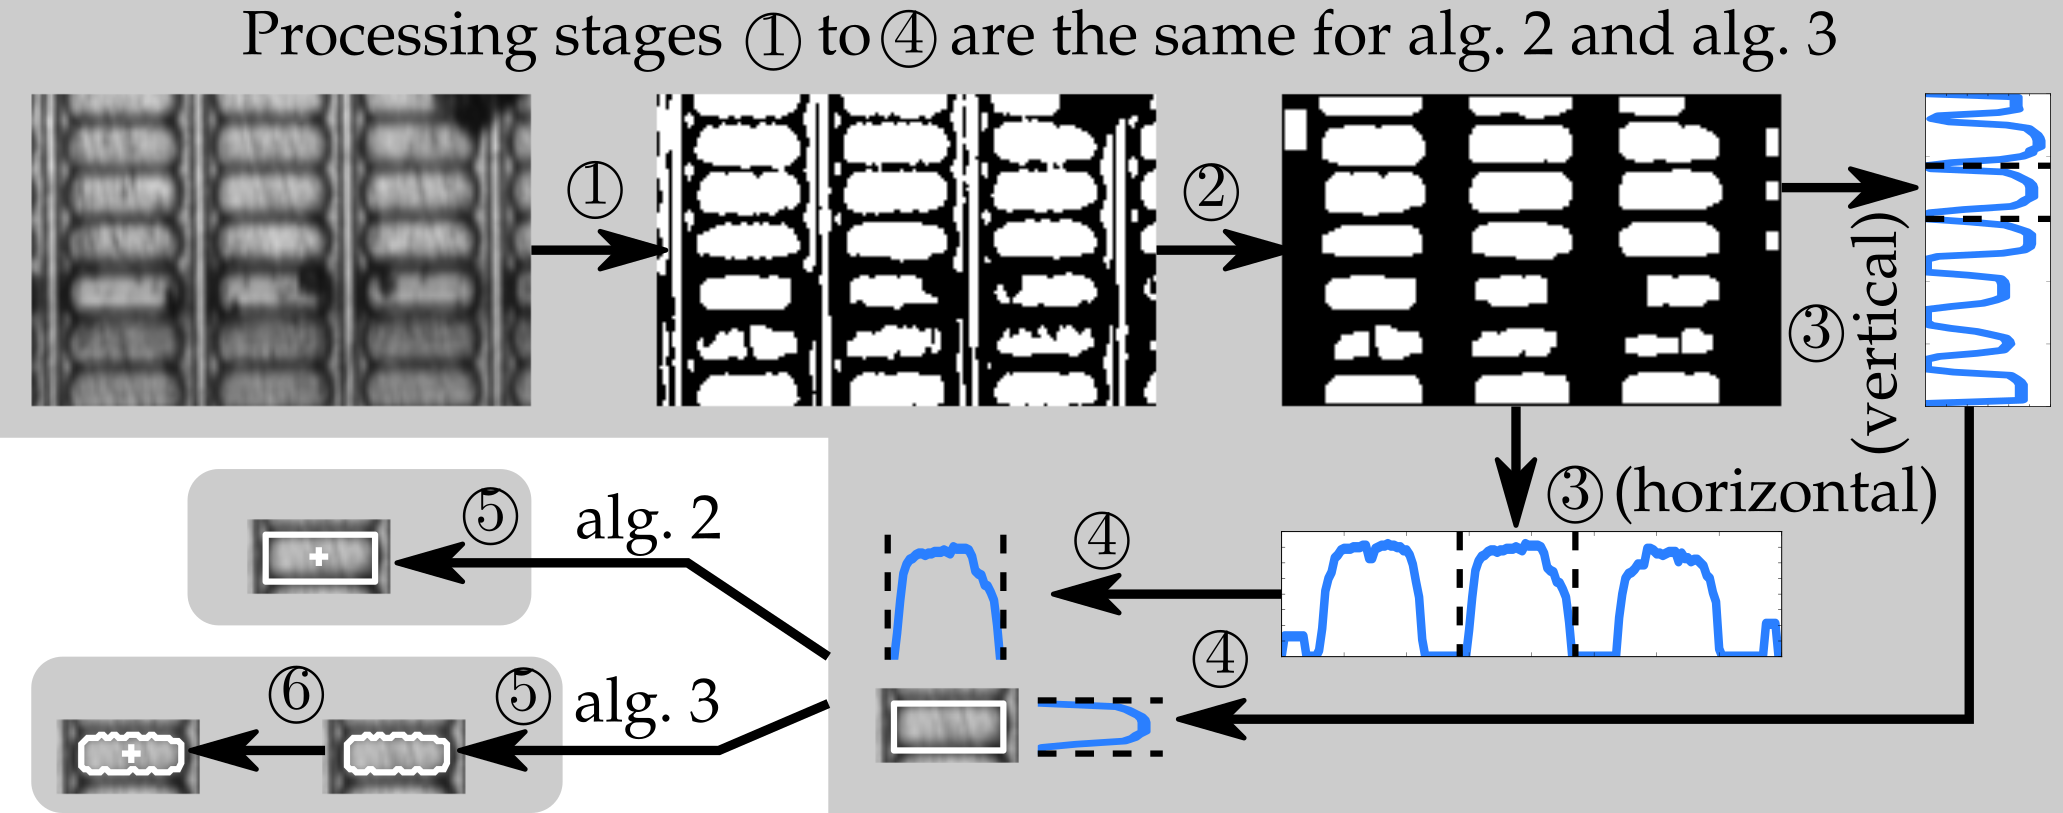 Processing stages ① to ④ are the same for alg. 2 and alg. 3
①
②
③
(vertical)
③ (horizontal)
④
④
⑤
alg. 2
⑥
⑤
alg. 3